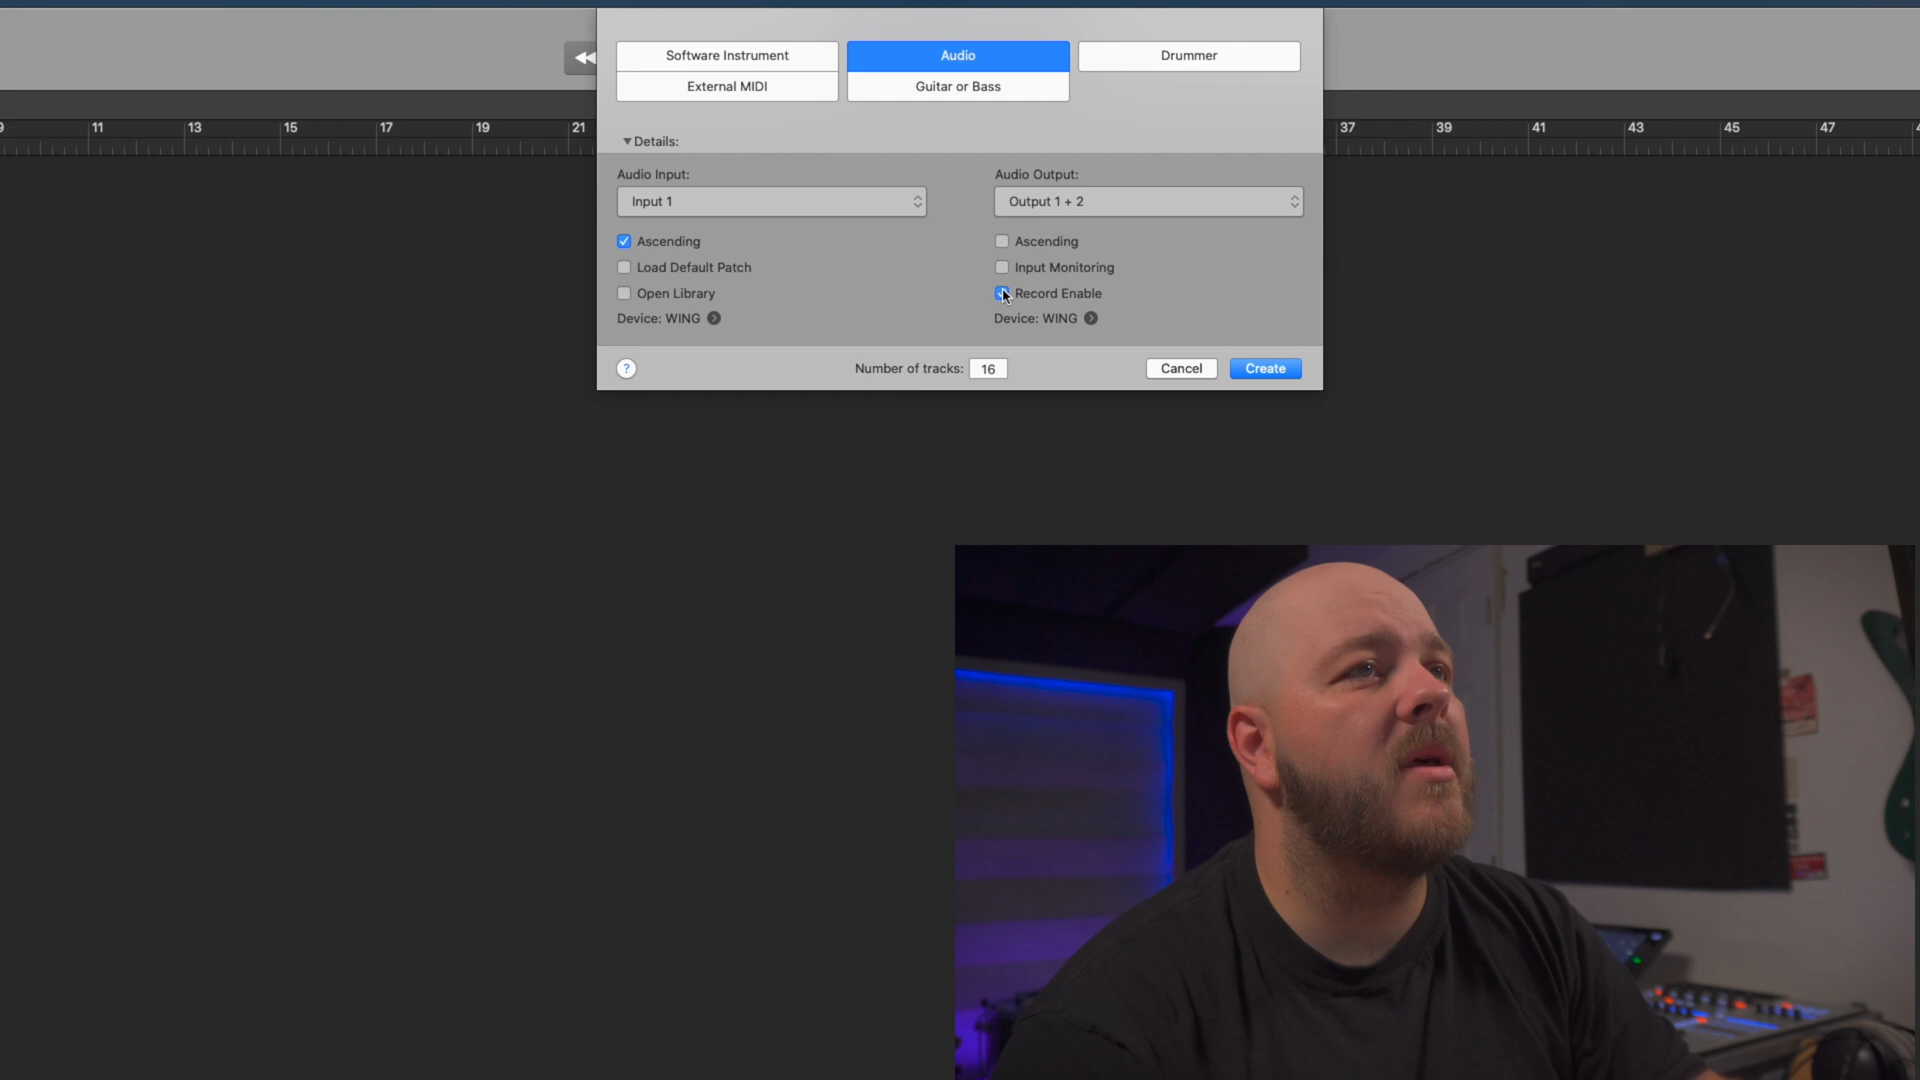 Software Instrument
Audio
Drummer
External MIDI
Guitar or Bass
11 13 15 17 19 21 37 39 41 43 45 47
Details:
Audio Input:
Audio Output:
Input 1
Output 1 + 2
Ascending
Ascending
Load Default Patch
Input Monitoring
Open Library
Record Enable
Device: WING
Device: WING
?
Number of tracks: 16
Cancel
Create